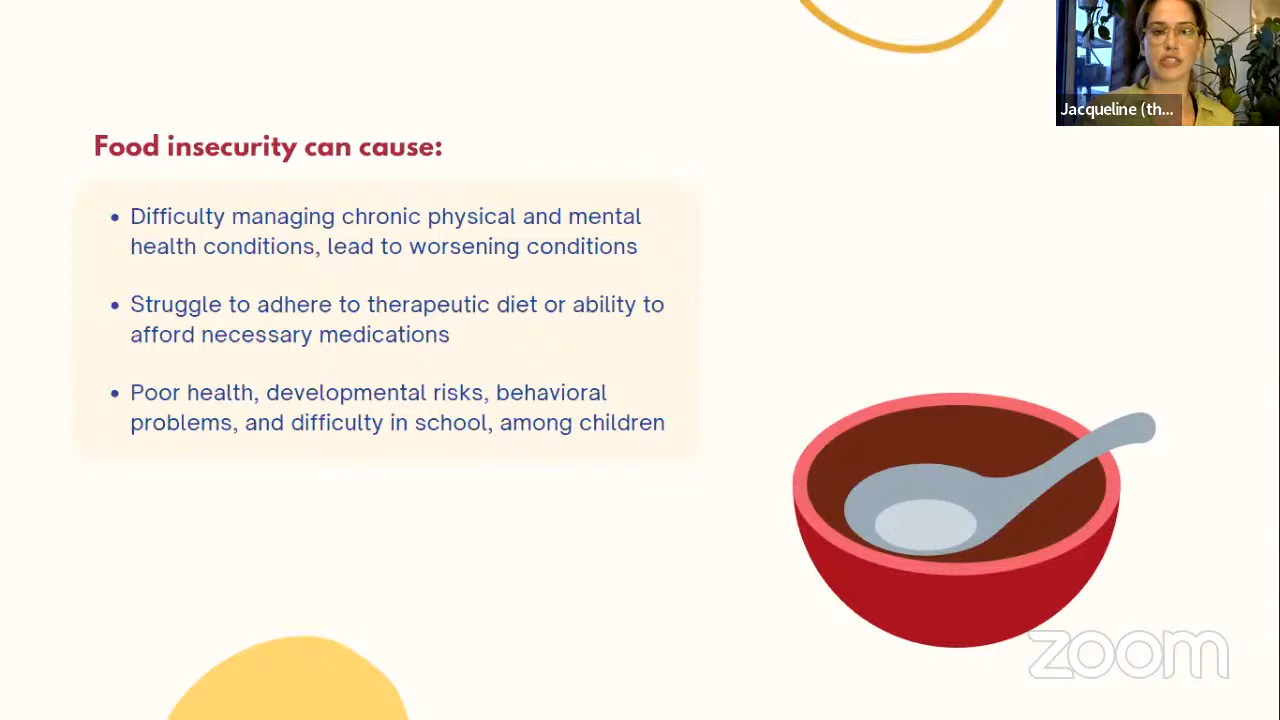 Jacqueline (th...
Food insecurity can cause:
• Difficulty managing chronic physical and mental
health conditions, lead to worsening conditions
• Struggle to adhere to therapeutic diet or ability to
afford necessary medications
• Poor health, developmental risks, behavioral
problems, and difficulty in school, among children
zoom